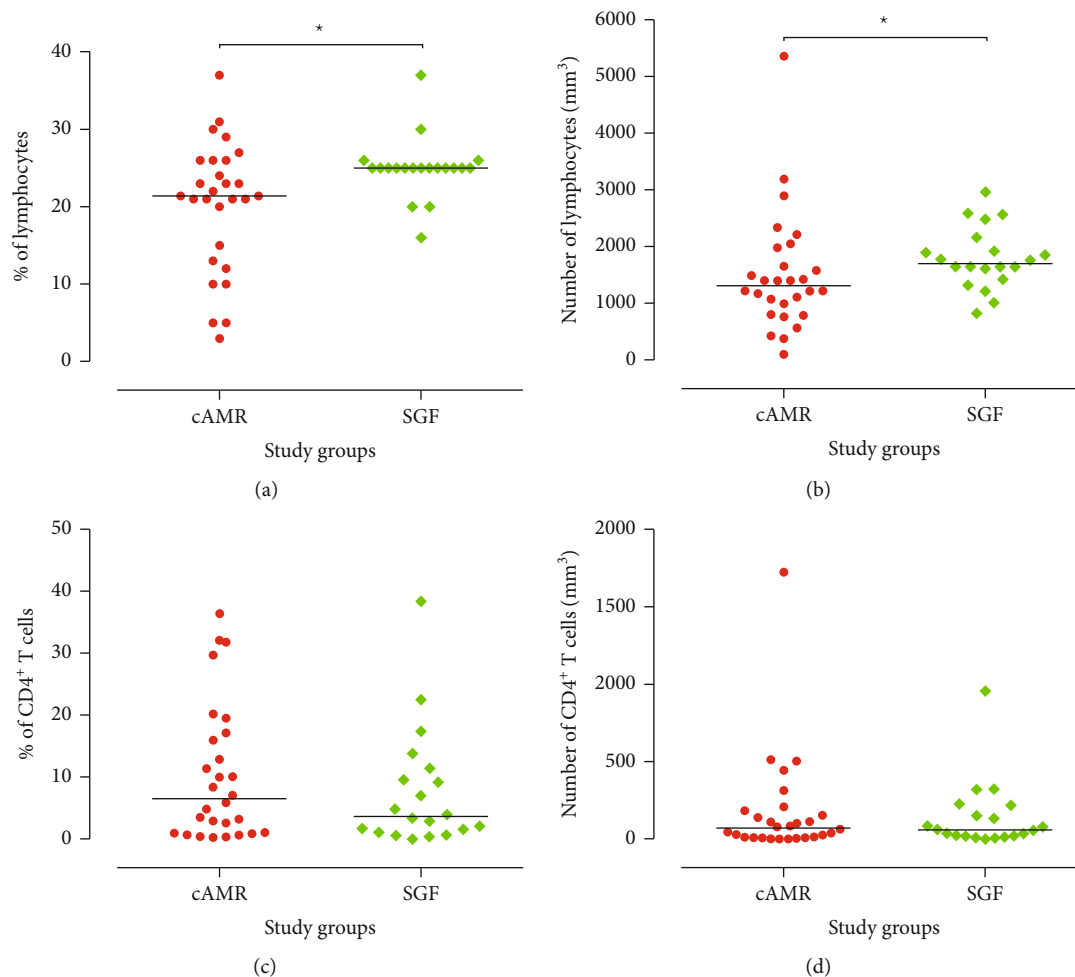 *
40
30
20
10
0
% of lymphocytes
cAMR
SGF
Study groups
(a)
*
6000
5000
4000
3000
2000
1000
0
Number of lymphocytes (mm³)
cAMR
SGF
Study groups
(b)
50
40
30
20
10
0
% of CD4⁺ T cells
cAMR
SGF
Study groups
(c)
2000
1500
2000
500
0
Number of CD4⁺ T cells (mm³)
cAMR
SGF
Study groups
(d)